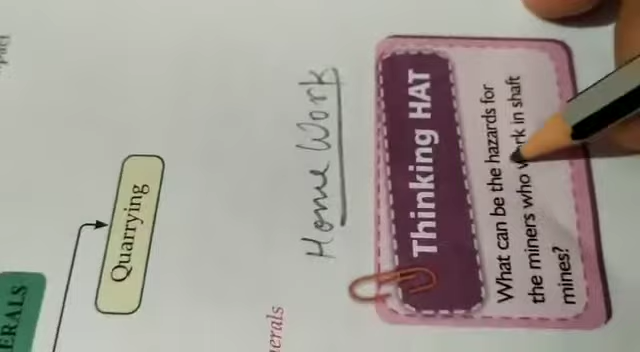 Home Work
Thinking HAT
What can be the hazards for
the miners who work in shaft
mines?
Quarrying
ERALS
erals